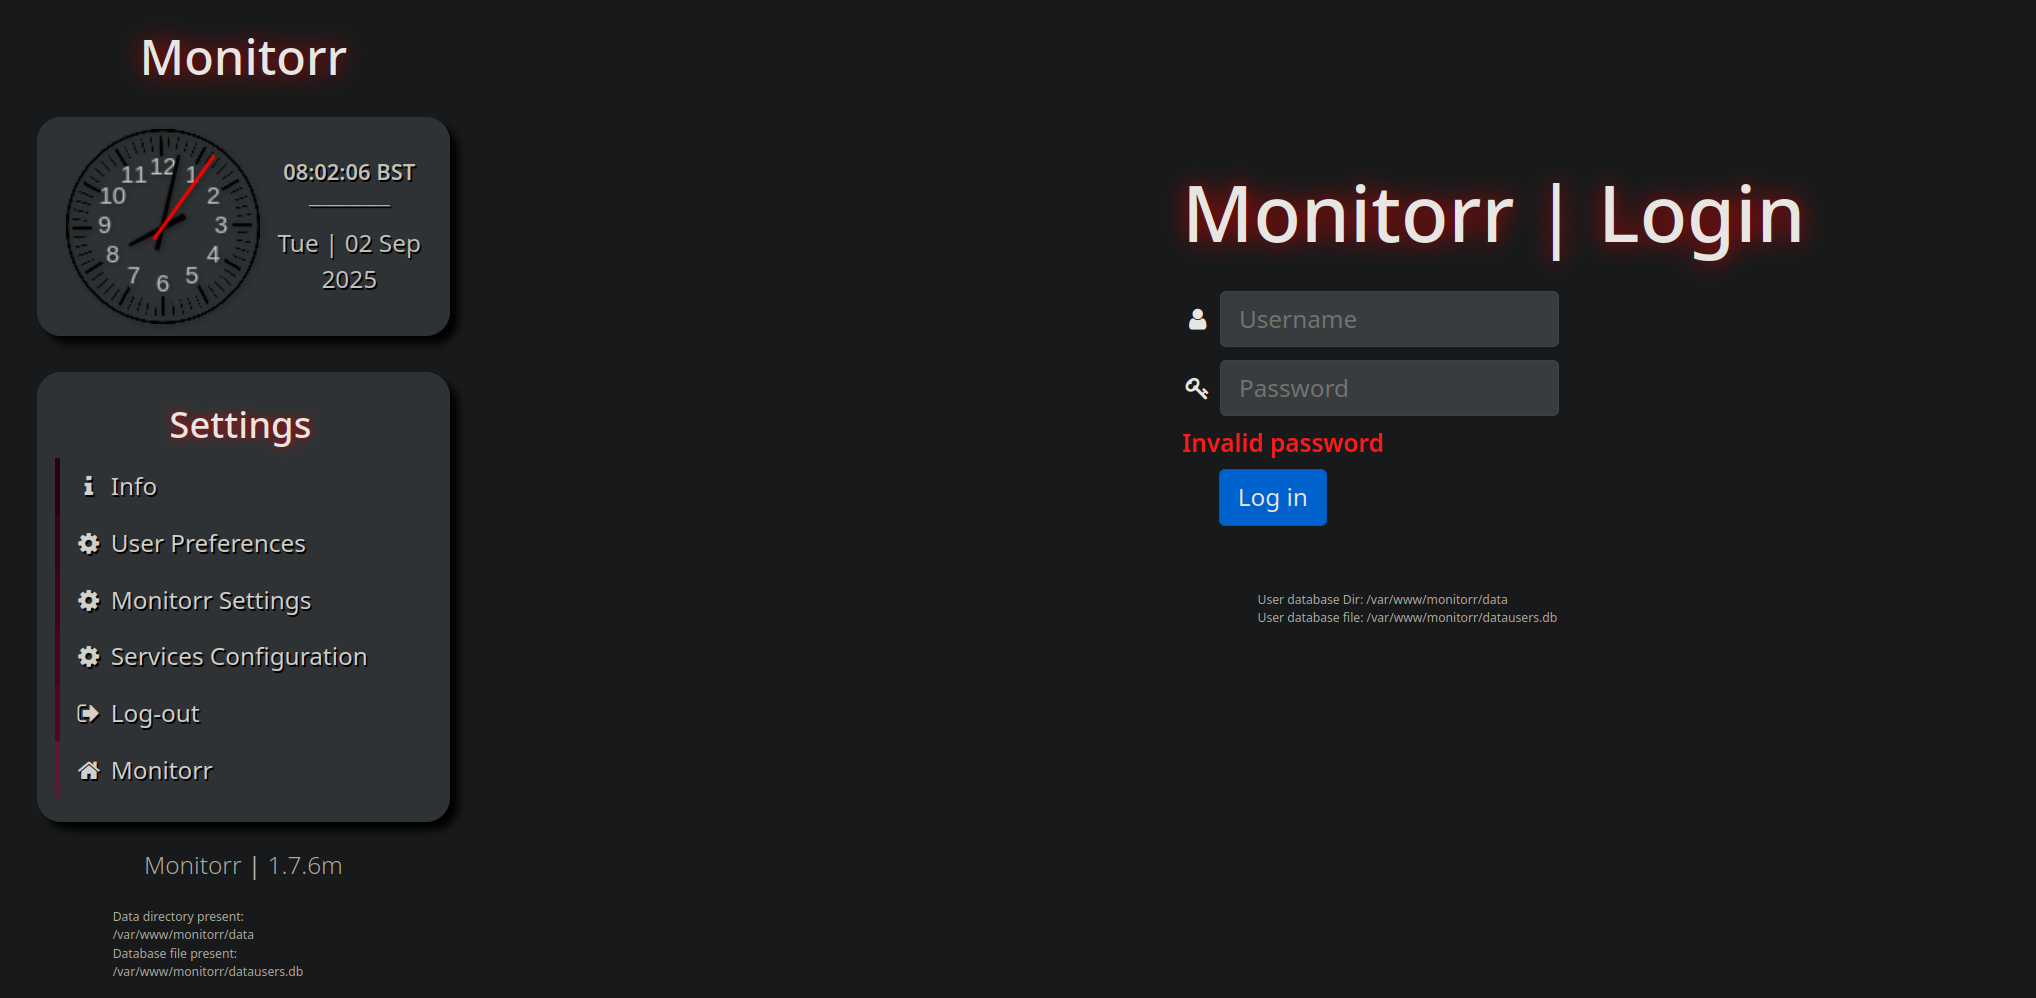 Monitorr
12
1
2
3
4
5
6
7
8
9
10
11
08:02:06 BST
Tue | 02 Sep
2025
Settings
Info
User Preferences
Monitorr Settings
Services Configuration
Log-out
Monitorr
Monitorr | 1.7.6m
Data directory present:
/var/www/monitorr/data
Database file present:
/var/www/monitorr/datausers.db
Monitorr | Login
Username
Password
Invalid password
Log in
User database Dir: /var/www/monitorr/data
User database file: /var/www/monitorr/datausers.db